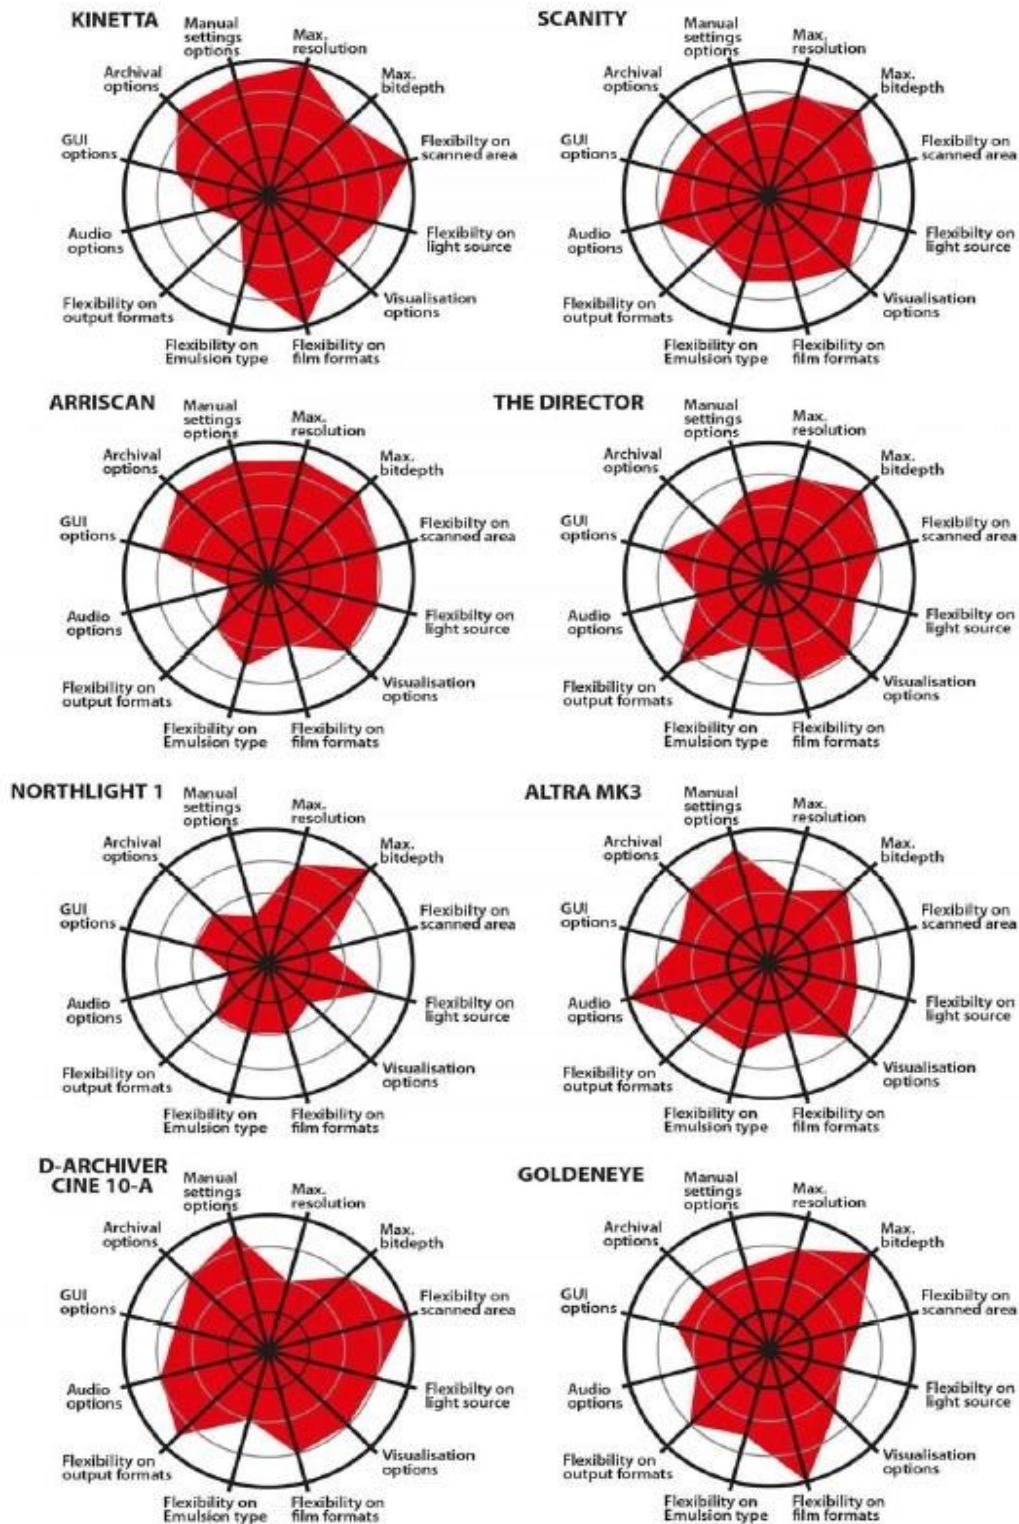 KINETTA
Manual
settings
options
Max.
resolution
Max.
bitdepth
Flexibilty on
scanned area
Flexibilty on
light source
Visualisation
options
Flexibility on
film formats
Flexibility on
Emulsion type
Flexibility on
output formats
Audio
options
GUI
options
Archival
options
SCANITY
Manual
settings
options
Max.
resolution
Max.
bitdepth
Flexibilty on
scanned area
Flexibilty on
light source
Visualisation
options
Flexibility on
film formats
Flexibility on
Emulsion type
Flexibility on
output formats
Audio
options
GUI
options
Archival
options
ARRISCAN
Manual
settings
options
Max.
resolution
Max.
bitdepth
Flexibilty on
scanned area
Flexibilty on
light source
Visualisation
options
Flexibility on
film formats
Flexibility on
Emulsion type
Flexibility on
output formats
Audio
options
GUI
options
Archival
options
THE DIRECTOR
Manual
settings
options
Max.
resolution
Max.
bitdepth
Flexibilty on
scanned area
Flexibilty on
light source
Visualisation
options
Flexibility on
film formats
Flexibility on
Emulsion type
Flexibility on
output formats
Audio
options
GUI
options
Archival
options
NORTHLIGHT 1
Manual
settings
options
Max.
resolution
Max.
bitdepth
Flexibilty on
scanned area
Flexibilty on
light source
Visualisation
options
Flexibility on
film formats
Flexibility on
Emulsion type
Flexibility on
output formats
Audio
options
GUI
options
Archival
options
ALTRA MK3
Manual
settings
options
Max.
resolution
Max.
bitdepth
Flexibilty on
scanned area
Flexibilty on
light source
Visualisation
options
Flexibility on
film formats
Flexibility on
Emulsion type
Flexibility on
output formats
Audio
options
GUI
options
Archival
options
D-ARCHIVER
CINE 10-A
Manual
settings
options
Max.
resolution
Max.
bitdepth
Flexibilty on
scanned area
Flexibilty on
light source
Visualisation
options
Flexibility on
film formats
Flexibility on
Emulsion type
Flexibility on
output formats
Audio
options
GUI
options
Archival
options
GOLDENEYE
Manual
settings
options
Max.
resolution
Max.
bitdepth
Flexibilty on
scanned area
Flexibilty on
light source
Visualisation
options
Flexibility on
film formats
Flexibility on
Emulsion type
Flexibility on
output formats
Audio
options
GUI
options
Archival
options